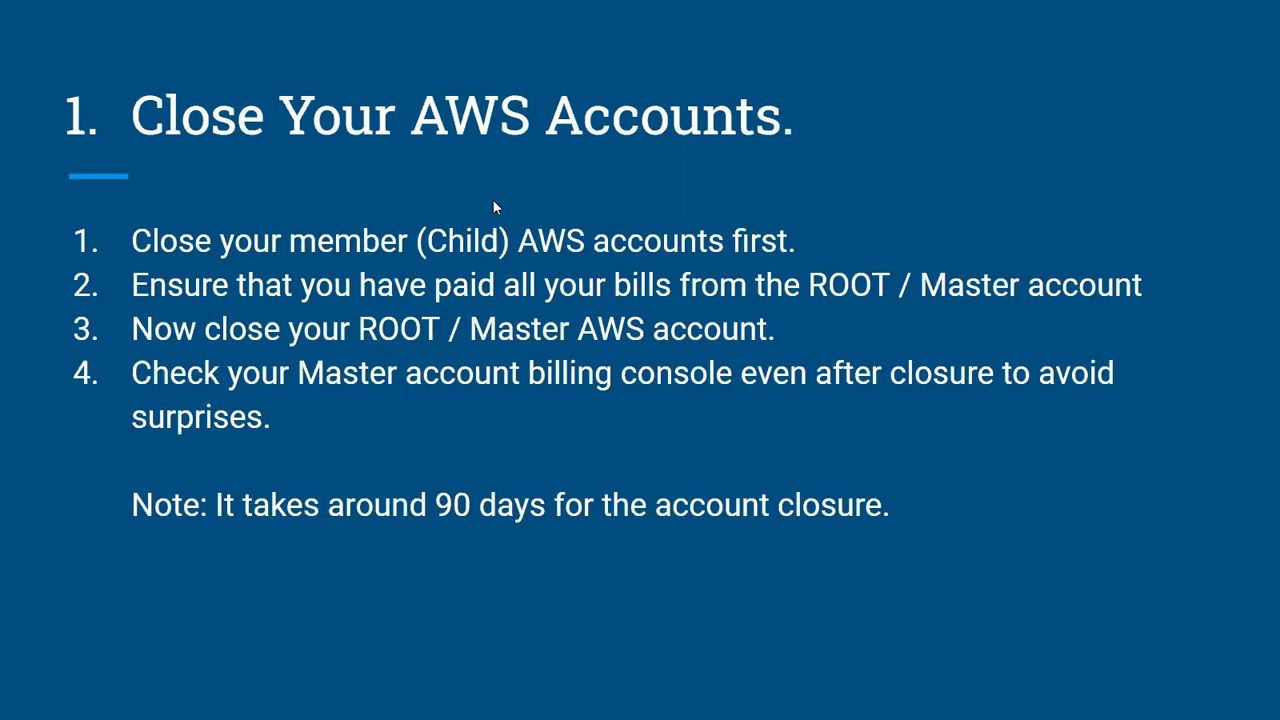 1. Close Your AWS Accounts.
1. Close your member (Child) AWS accounts first.
2. Ensure that you have paid all your bills from the ROOT / Master account
3. Now close your ROOT / Master AWS account.
4. Check your Master account billing console even after closure to avoid
surprises.
Note: It takes around 90 days for the account closure.